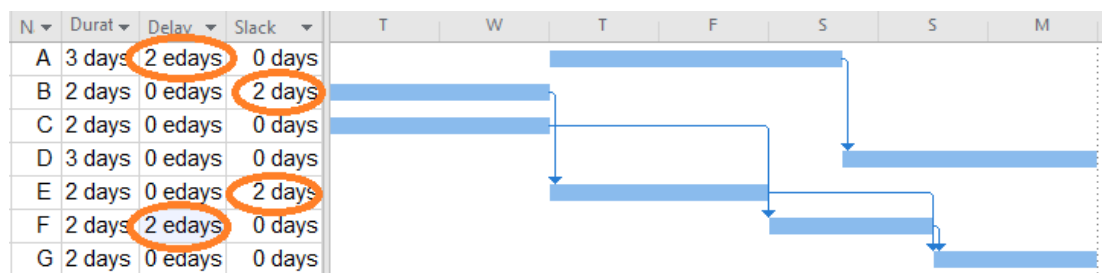 N Durat Delay Slack T W T F S S M
A 3 days 2 edays 0 days
B 2 days 0 edays 2 days
C 2 days 0 edays 0 days
D 3 days 0 edays 0 days
E 2 days 0 edays 2 days
F 2 days 2 edays 0 days
G 2 days 0 edays 0 days